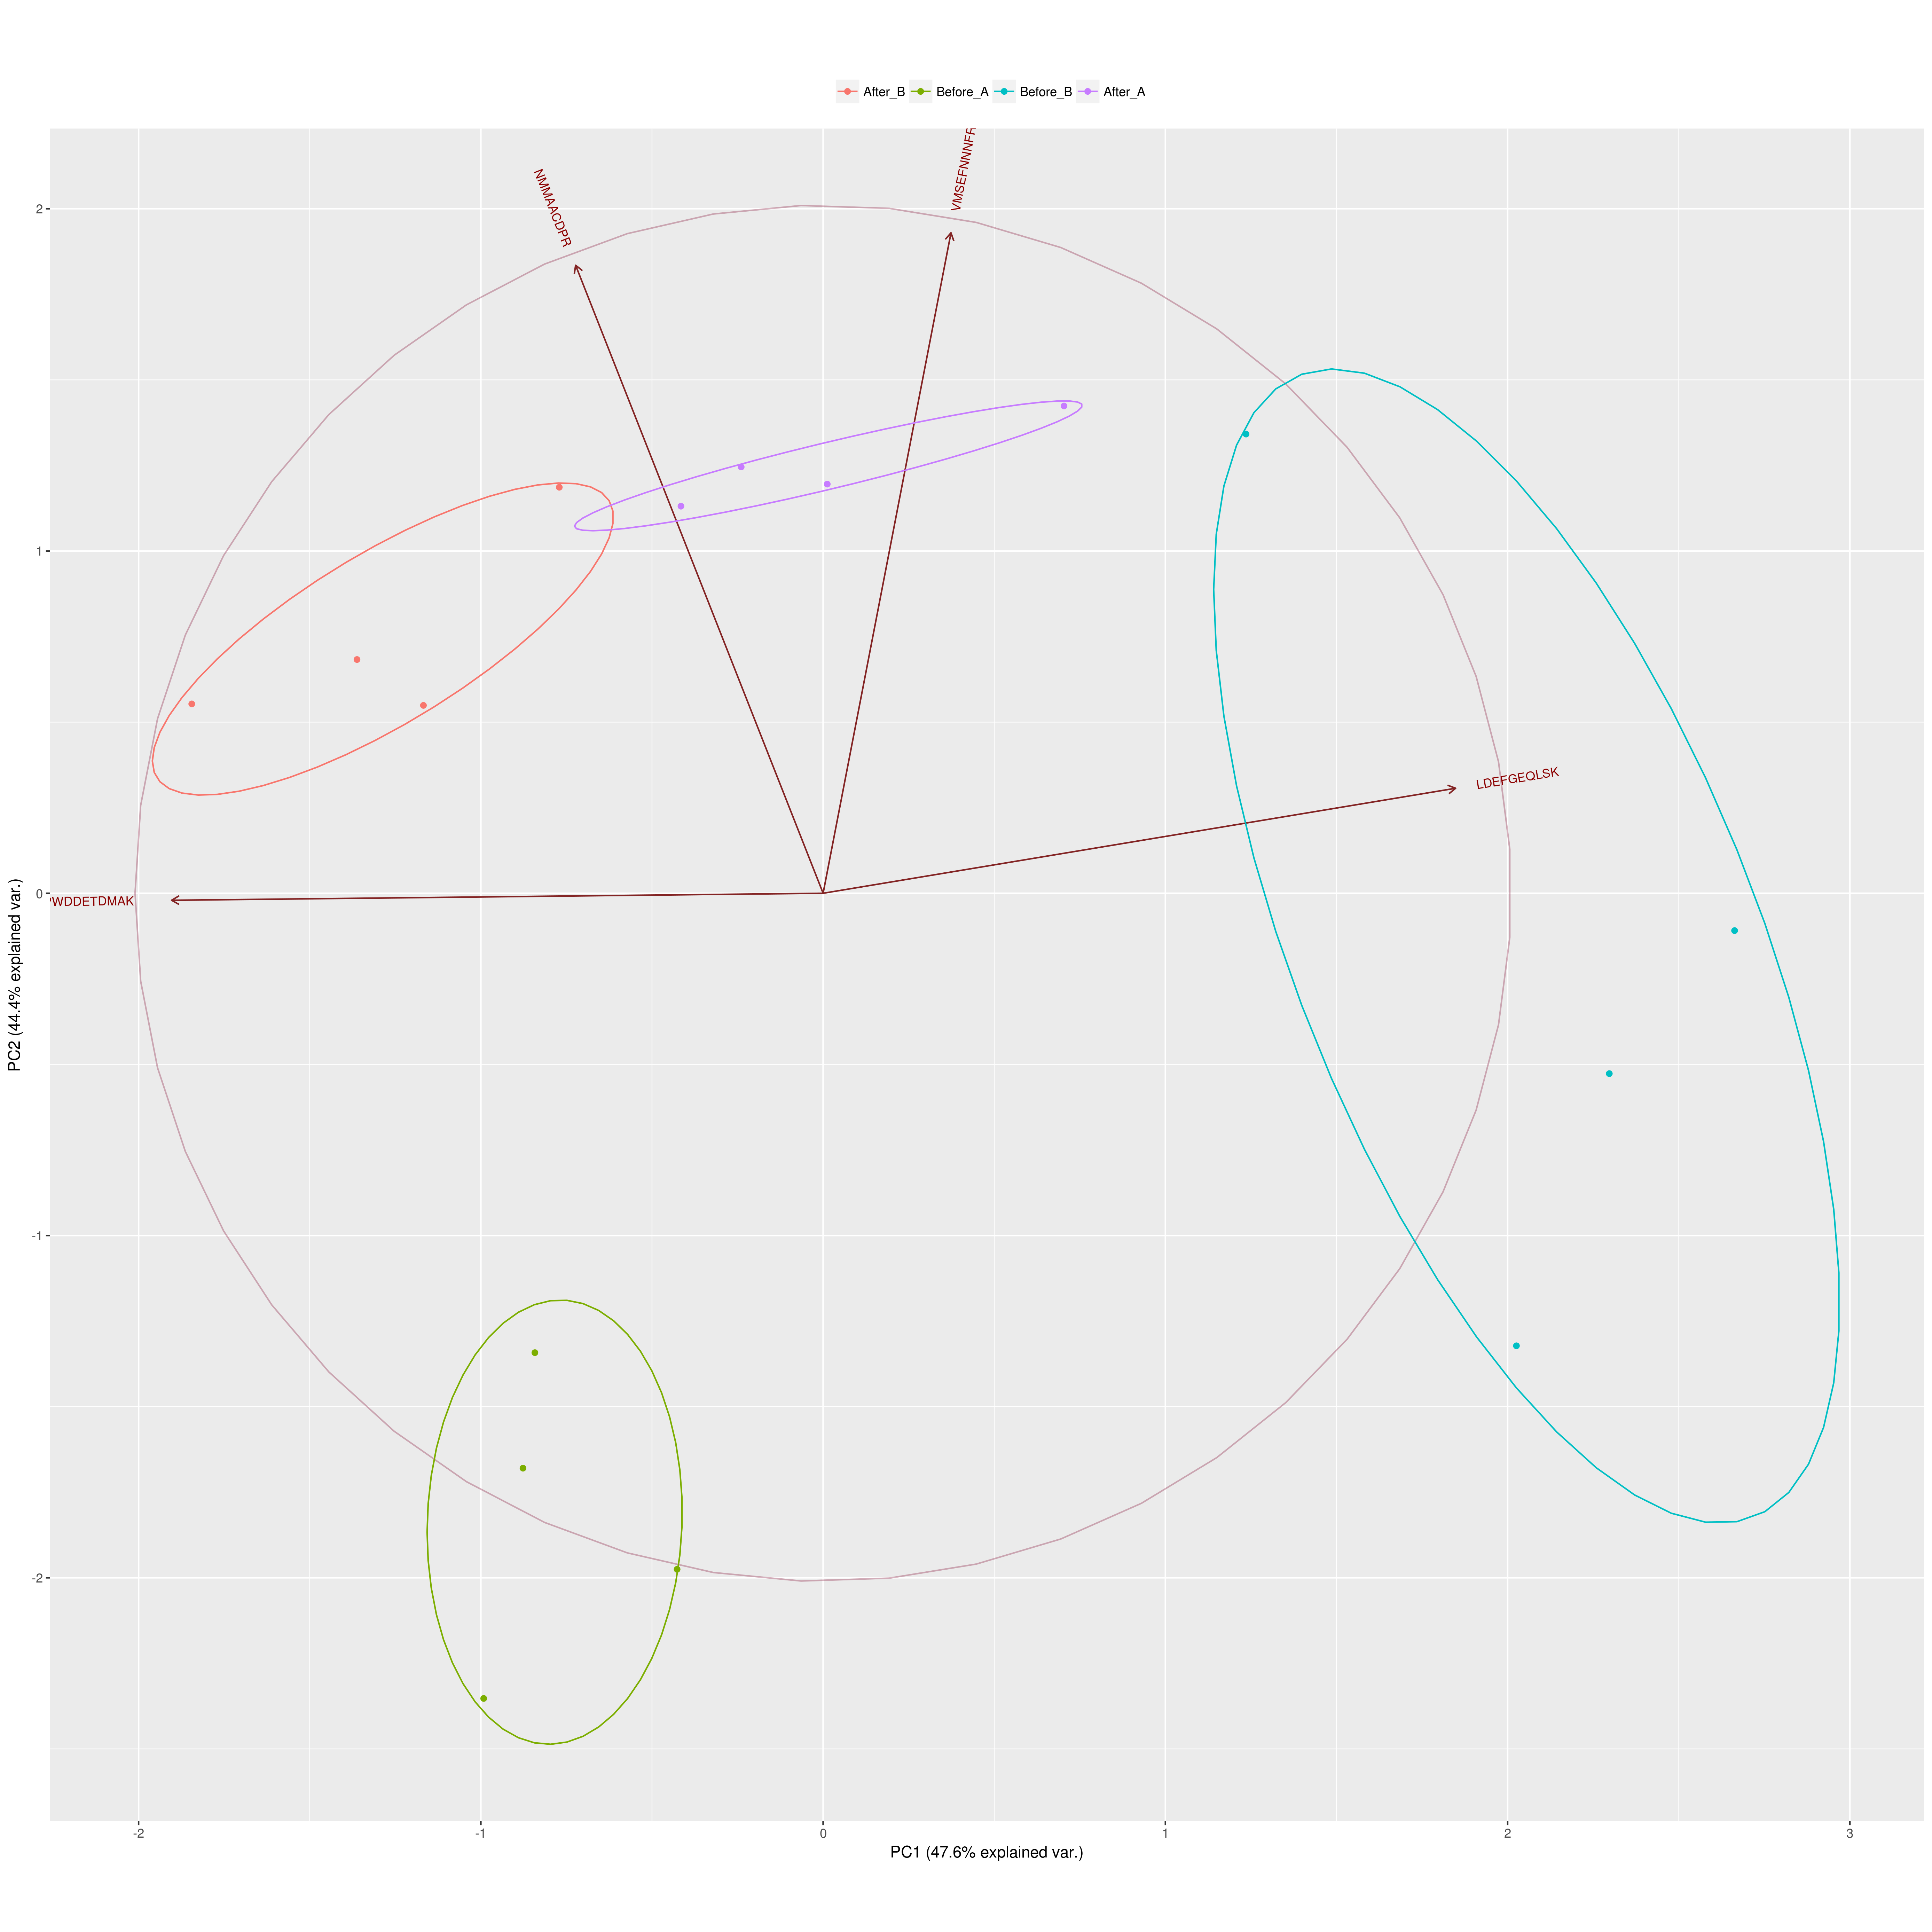 After_B Before_A Before_B After_A
NMMAACDPR
VMSEFNNNFR
LDEFGEQLSK
WDDETDMAK
2
1
0
-1
-2
PC2 (44.4% explained var.)
-2 -1 0 1 2 3
PC1 (47.6% explained var.)